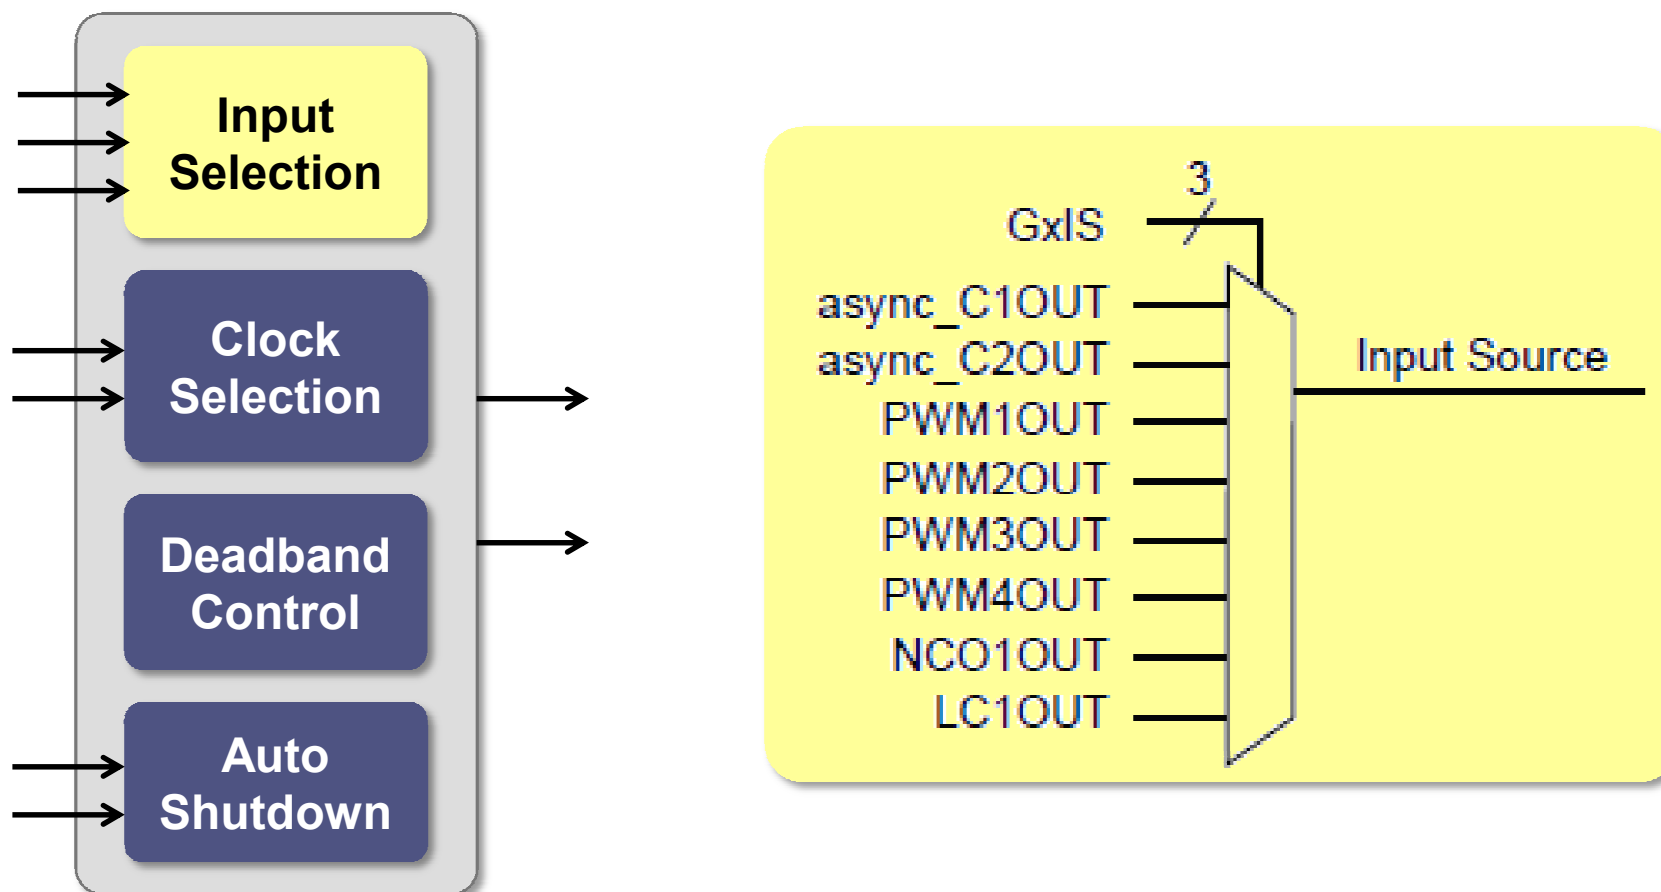 Input
Selection
Clock
Selection
Deadband
Control
Auto
Shutdown
3
GxIS
async_C1OUT
async_C2OUT
PWM1OUT
PWM2OUT
PWM3OUT
PWM4OUT
NCO1OUT
LC1OUT
Input Source